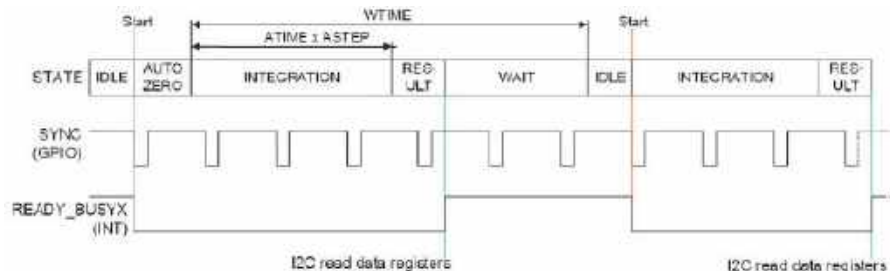 Start WTIME Start
ATIME x ASTEP
STATE IDLE AUTO ZERO INTEGRATION RES- ULT WAIT IDLE INTEGRATION RES- ULT
SYNC
(GPIO)
READY_BUSYX
(INT)
I2C read data registers I2C read data registers